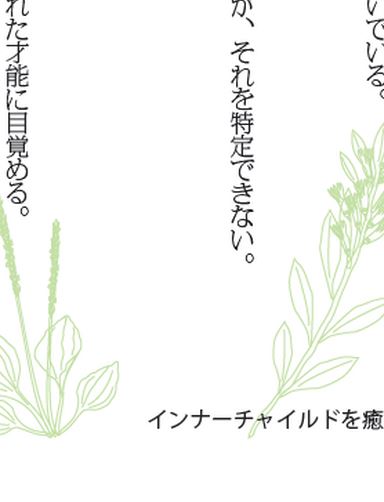 いでいる。
か、それを特定できない。
れた才能に目覚める。
インナーチャイルドを癒